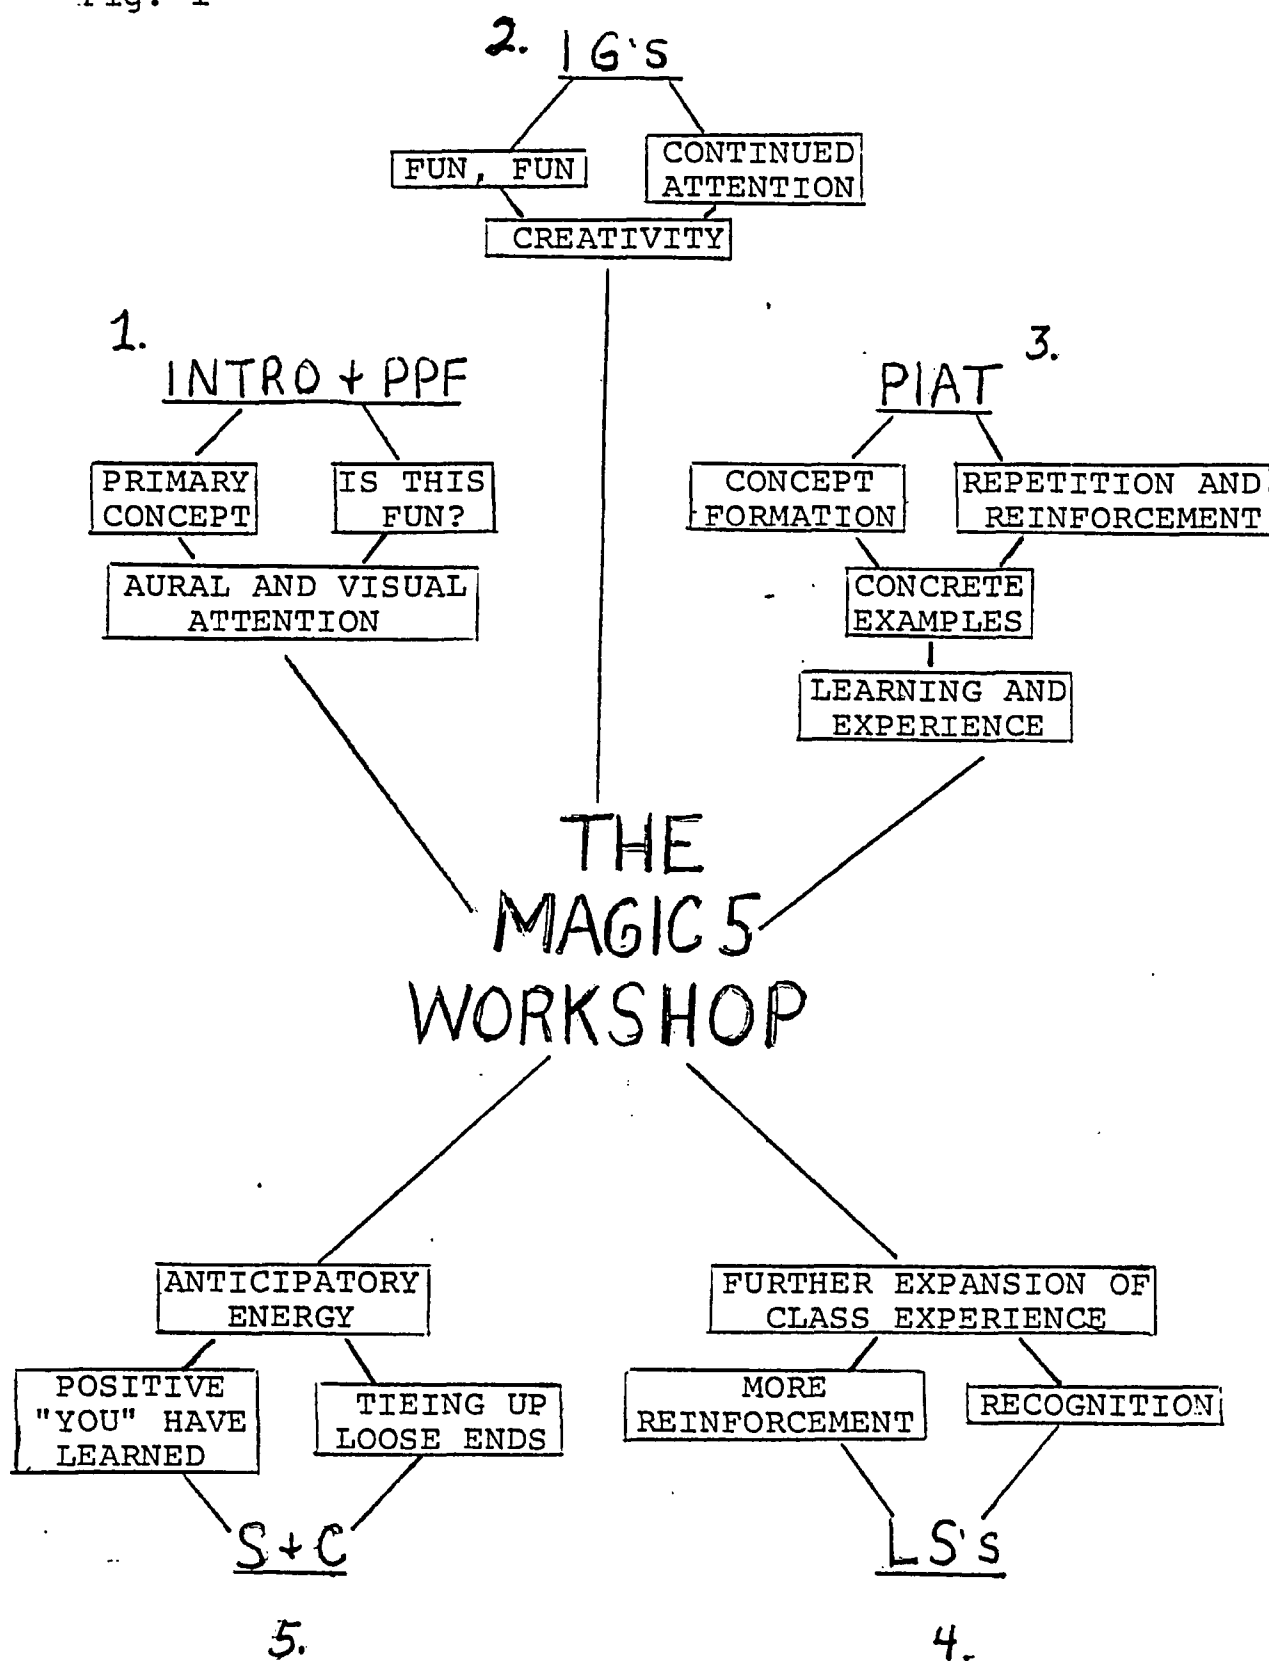 Fig. 1
2. IG's
FUN, FUN
CONTINUED
ATTENTION
CREATIVITY
1.
INTRO + PPF
PRIMARY
CONCEPT
IS THIS
FUN?
AURAL AND VISUAL
ATTENTION
3.
PIAT
CONCEPT
FORMATION
REPETITION AND
REINFORCEMENT
CONCRETE
EXAMPLES
LEARNING AND
EXPERIENCE
THE
MAGIC 5
WORKSHOP
ANTICIPATORY
ENERGY
POSITIVE
"YOU" HAVE
LEARNED
TIEING UP
LOOSE ENDS
S + C
5.
FURTHER EXPANSION OF
CLASS EXPERIENCE
MORE
REINFORCEMENT
RECOGNITION
LS's
4.